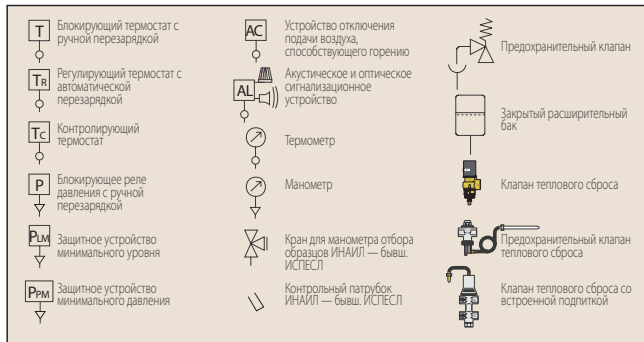 T
Блокирующий термостат с
ручной перезарядкой
TR
Регулирующий термостат с
автоматической
перезарядкой
TC
Контролирующий
термостат
P
Блокирующее реле
давления с ручной
перезарядкой
PLM
Защитное устройство
минимального уровня
PPM
Защитное устройство
минимального давления
AC
Устройство отключения
подачи воздуха,
способствующего горению
AL
Акустическое и оптическое
сигнализационное
устройство
Термометр
Манометр
Кран для манометра отбора
образцов ИНАИЛ — бывш.
ИСПЕСЛ
Контрольный патрубок
ИНАИЛ — бывш. ИСПЕСЛ
Предохранительный клапан
Закрытый расширительный
бак
Клапан теплового сброса
Предохранительный клапан
теплового сброса
Клапан теплового сброса со
встроенной подпиткой